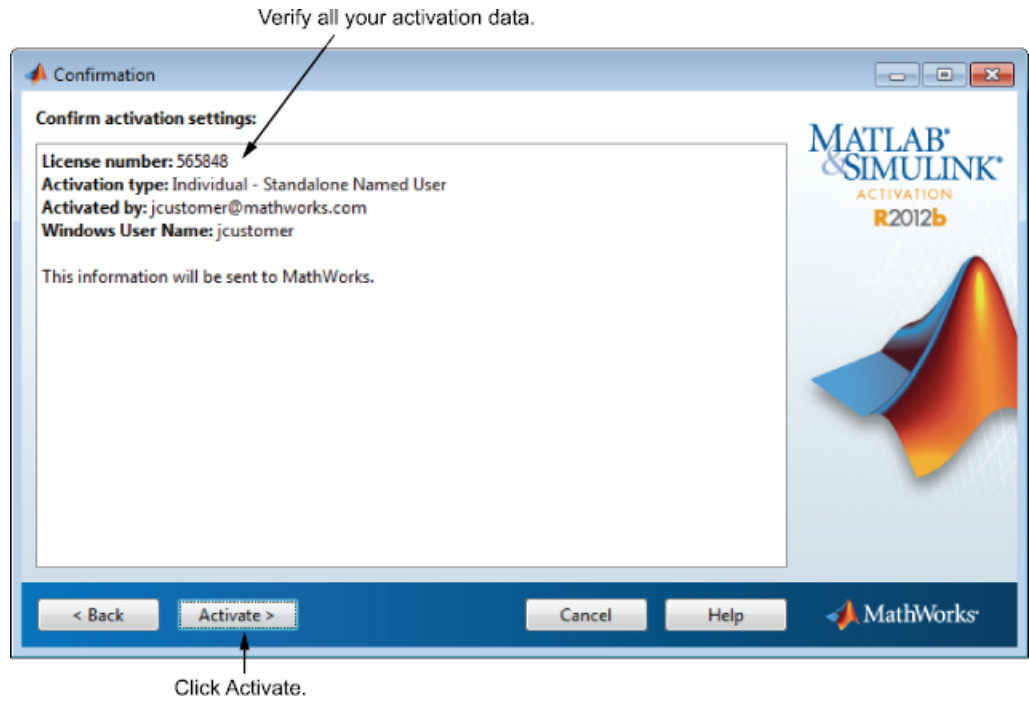 Verify all your activation data.
Confirmation
Confirm activation settings:
License number: 565848
Activation type: Individual - Standalone Named User
Activated by: jcustomer@mathworks.com
Windows User Name: jcustomer
This information will be sent to MathWorks.
MATLAB®
&SIMULINK®
ACTIVATION
R2012b
< Back
Activate >
Cancel
Help
MathWorks®
Click Activate.